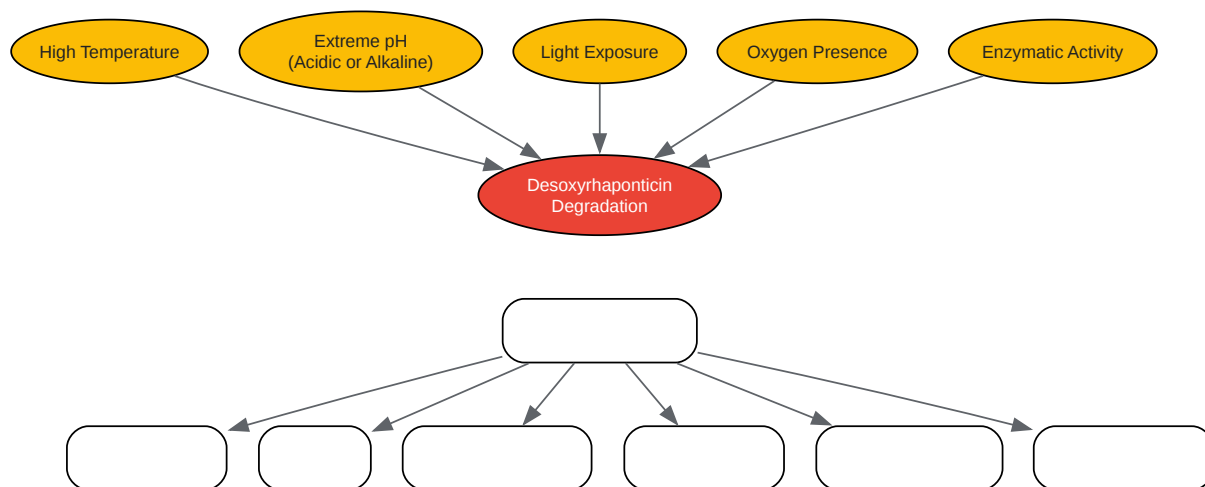 High Temperature
Extreme pH
(Acidic or Alkaline)
Light Exposure
Oxygen Presence
Enzymatic Activity
Desoxyrhaponticin
Degradation